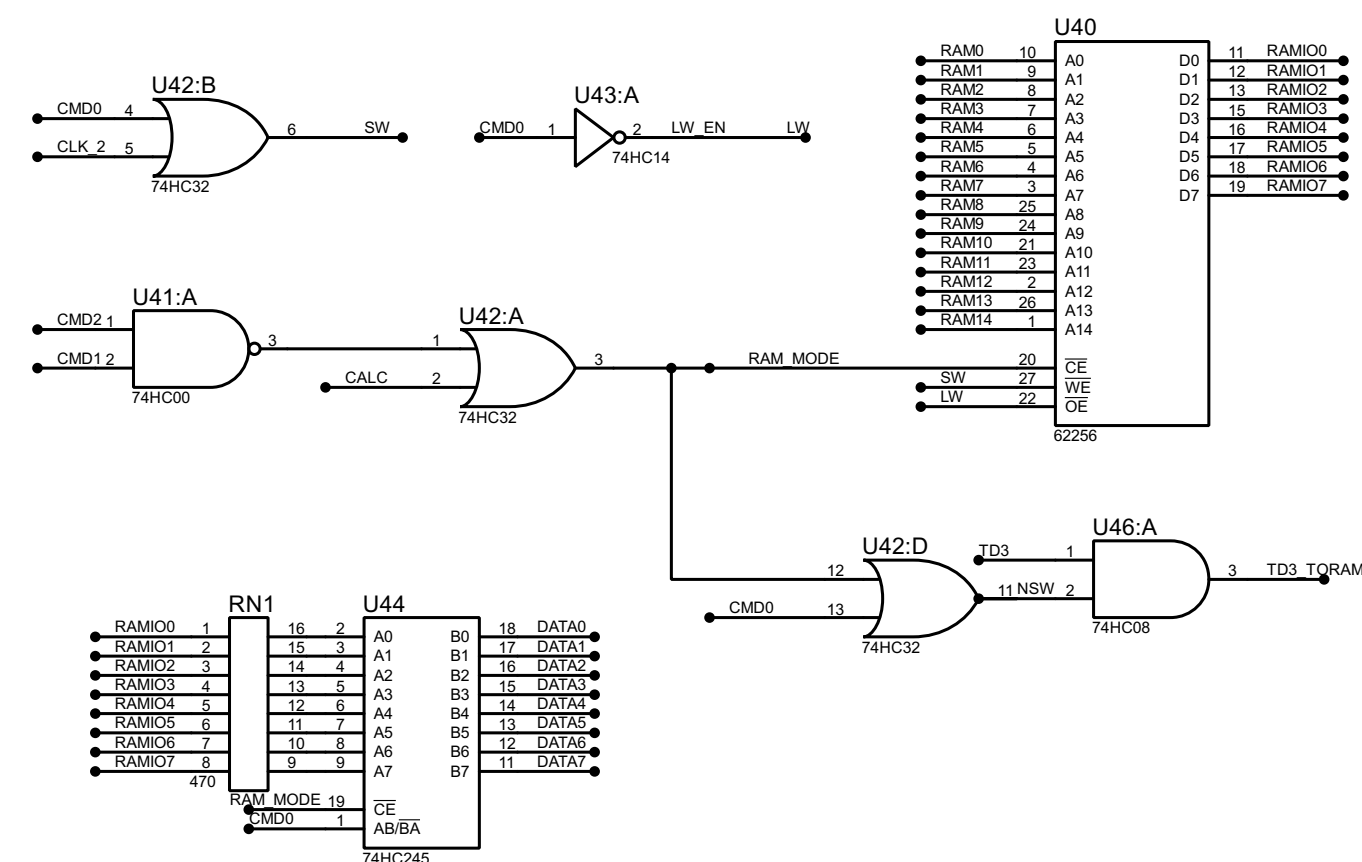 U42:B
CMD0 4
CLK_2 5
6 SW
74HC32
U43:A
CMD0 1
2 LW_EN LW
74HC14
U40
RAM0 10 A0 D0 11 RAMIO0
RAM1 9 A1 D1 12 RAMIO1
RAM2 8 A2 D2 13 RAMIO2
RAM3 7 A3 D3 15 RAMIO3
RAM4 6 A4 D4 16 RAMIO4
RAM5 5 A5 D5 17 RAMIO5
RAM6 4 A6 D6 18 RAMIO6
RAM7 3 A7 D7 19 RAMIO7
RAM8 25 A8
RAM9 24 A9
RAM10 21 A10
RAM11 23 A11
RAM12 2 A12
RAM13 26 A13
RAM14 1 A14
RAM_MODE 20 CE
SW 27 WE
LW 22 OE
62256
U41:A
CMD2 1
CMD1 2
3
74HC00
U42:A
1
CALC 2
3
74HC32
U42:D
12
CMD0 13
11 NSW
74HC32
U46:A
TD3 1
2
3 TD3_TORAM
74HC08
RN1
U44
RAMIO0 1 16 2 A0 B0 18 DATA0
RAMIO1 2 15 3 A1 B1 17 DATA1
RAMIO2 3 14 4 A2 B2 16 DATA2
RAMIO3 4 13 5 A3 B3 15 DATA3
RAMIO4 5 12 6 A4 B4 14 DATA4
RAMIO5 6 11 7 A5 B5 13 DATA5
RAMIO6 7 10 8 A6 B6 12 DATA6
RAMIO7 8 9 9 A7 B7 11 DATA7
470
RAM_MODE 19 CE
CMD0 1 AB/BA
74HC245